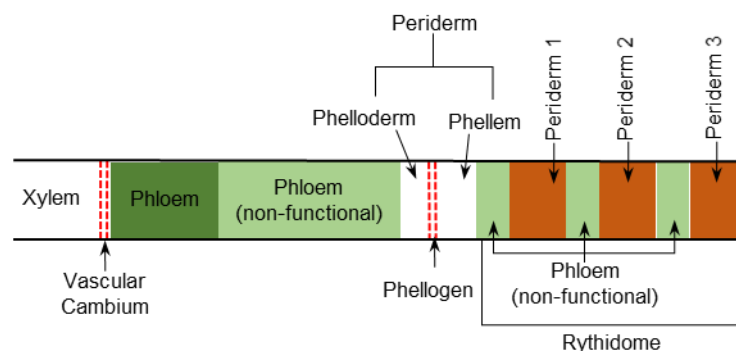 Periderm
Phelloderm
Phellem
Periderm 1
Periderm 2
Periderm 3
Xylem
Phloem
Phloem
(non-functional)
Vascular
Cambium
Phellogen
Phloem
(non-functional)
Rythidome